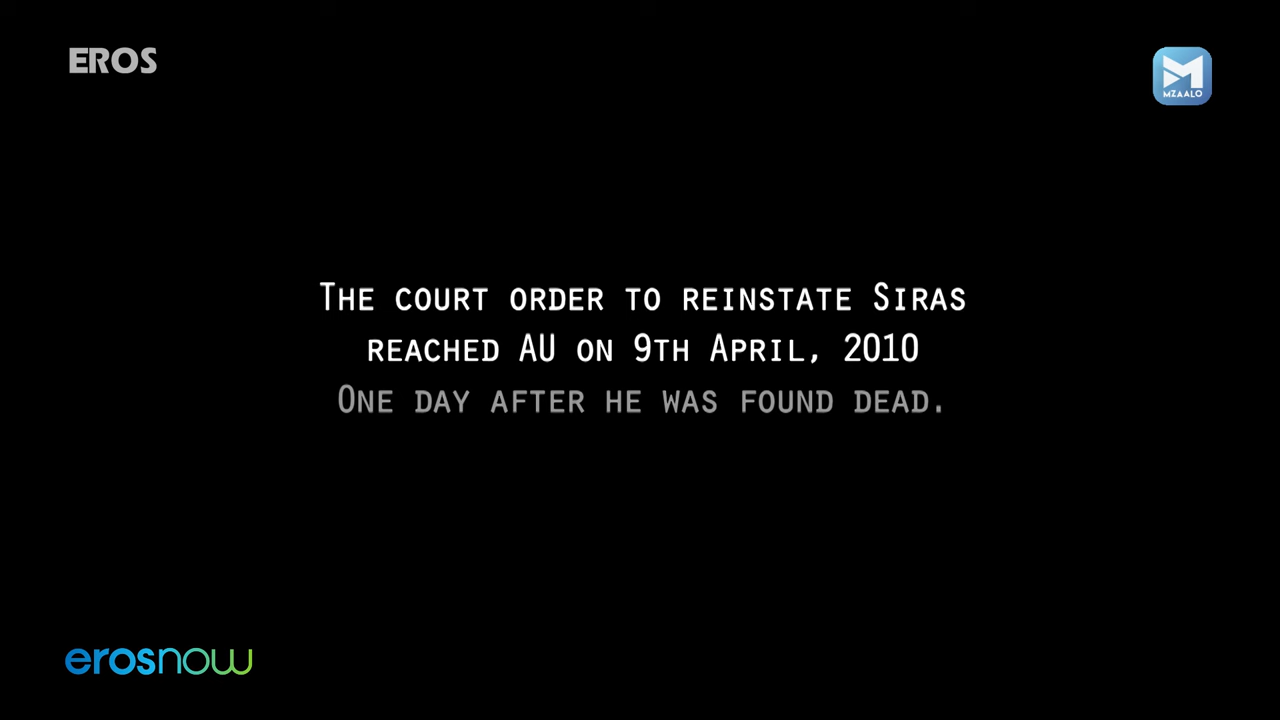 EROS
MZAALO
The court order to reinstate Siras
reached AU on 9th April, 2010
One day after he was found dead.
erosnow